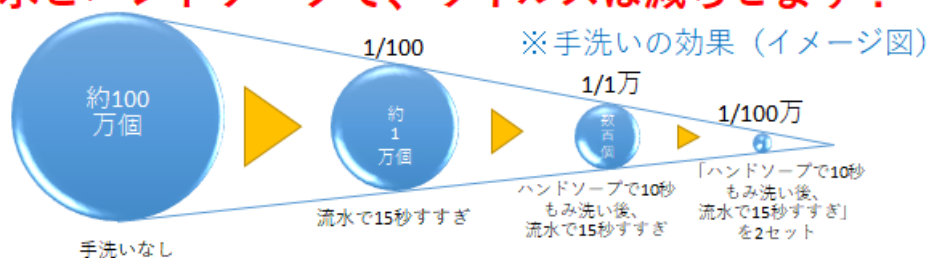 ※手洗いの効果（イメージ図）
1/100
1/1万
1/100万
約100
万個
約
1
万個
数
百
個
手洗いなし
流水で15秒すすぎ
ハンドソープで10秒
もみ洗い後、
流水で15秒すすぎ
「ハンドソープで10秒
もみ洗い後、
流水で15秒すすぎ」
を2セット